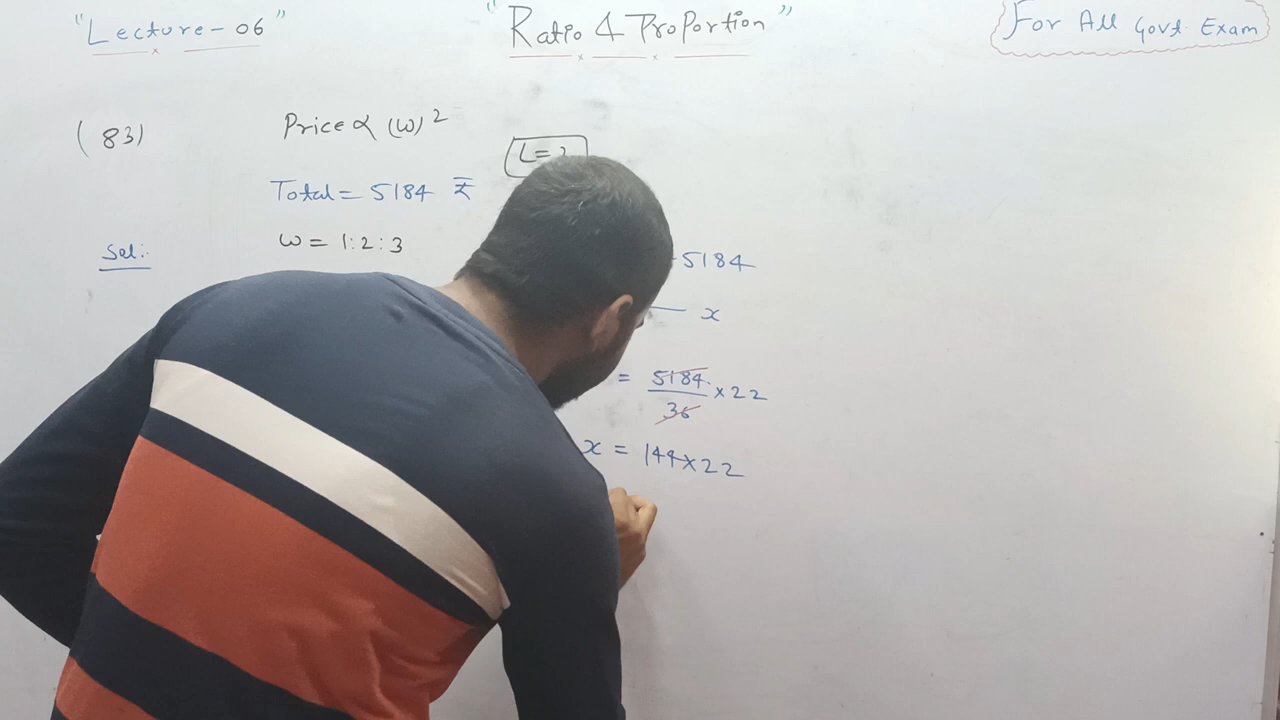 "Lecture-06"
"Ratio & Proportion"
For All Govt. Exam
(83)
Price ∝ (w)²
L=
Total = 5184 ₹
Sol:
w = 1:2:3
5184
x
= 5184/36 × 22
x = 144×22